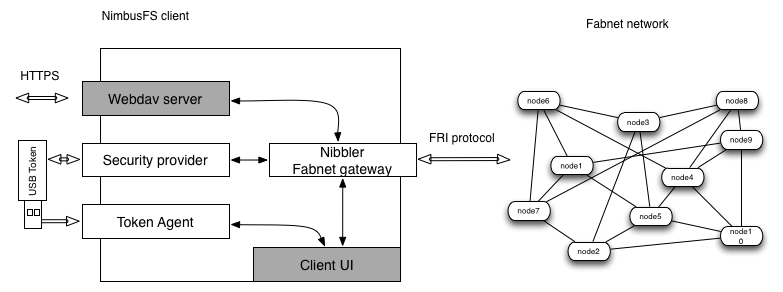 NimbusFS client
Fabnet network
HTTPS
Webdav server
USB Token
Security provider
Nibbler
Fabnet gateway
FRI protocol
Token Agent
Client UI
node6
node8
node3
node9
node1
node4
node7
node5
node1
0
node2